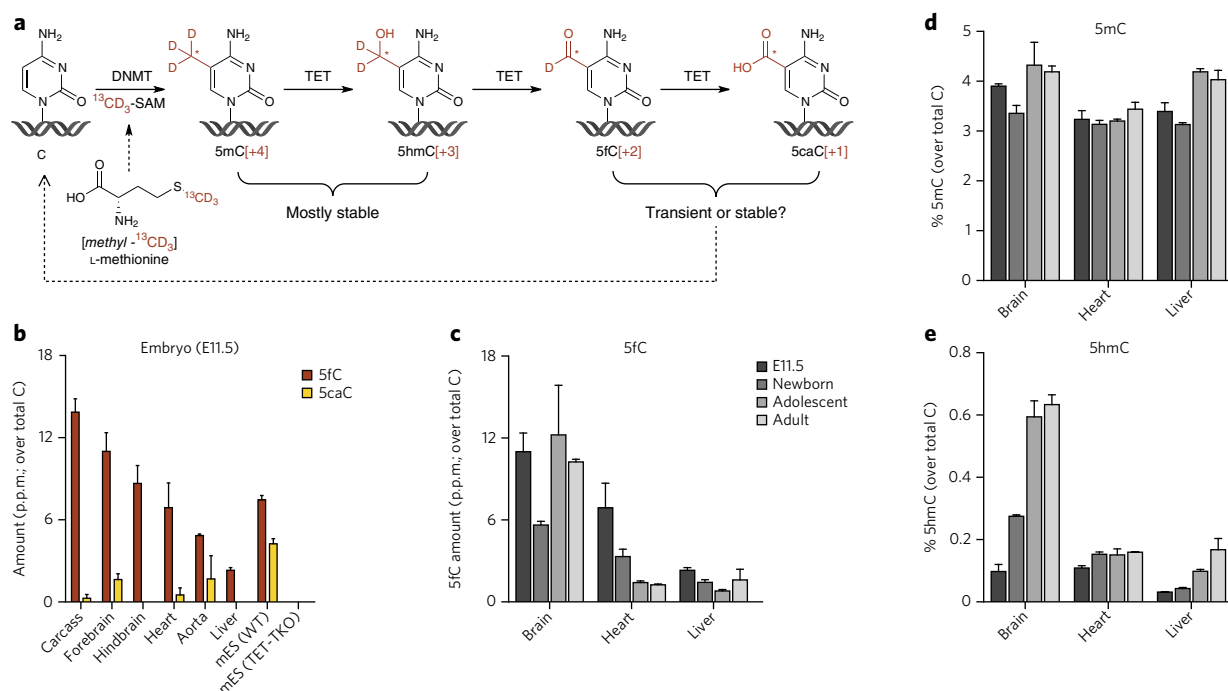 a
NH₂
N
N
O
C
DNMT
¹³CD₃-SAM
D
D
D
*
NH₂
N
N
O
5mC[+4]
TET
OH
D
D
*
NH₂
N
N
O
5hmC[+3]
TET
O
D
*
NH₂
N
N
O
5fC[+2]
TET
O
HO
*
NH₂
N
N
O
5caC[+1]
O
HO
NH₂
S
¹³CD₃
[methyl -¹³CD₃]
L-methionine
Mostly stable
Transient or stable?
b
Embryo (E11.5)
Amount (p.p.m.; over total C)
18
12
6
0
5fC
5caC
Carcass
Forebrain
Hindbrain
Heart
Aorta
Liver
mES (WT)
mES (TET-TKO)
c
5fC
5fC amount (p.p.m.; over total C)
18
12
6
0
E11.5
Newborn
Adolescent
Adult
Brain
Heart
Liver
d
5mC
% 5mC (over total C)
5
4
3
2
1
0
Brain
Heart
Liver
e
5hmC
% 5hmC (over total C)
0.8
0.6
0.4
0.2
0
Brain
Heart
Liver